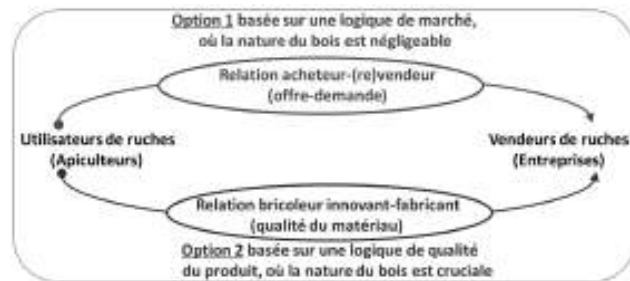 Option 1 basée sur une logique de marché,
où la nature du bois est négligeable
Relation acheteur-(re)vendeur
(offre-demande)
Utilisateurs de ruches
(Apiculteurs)
Vendeurs de ruches
(Entreprises)
Relation bricoleur innovant-fabricant
(qualité du matériau)
Option 2 basée sur une logique de qualité
du produit, où la nature du bois est cruciale